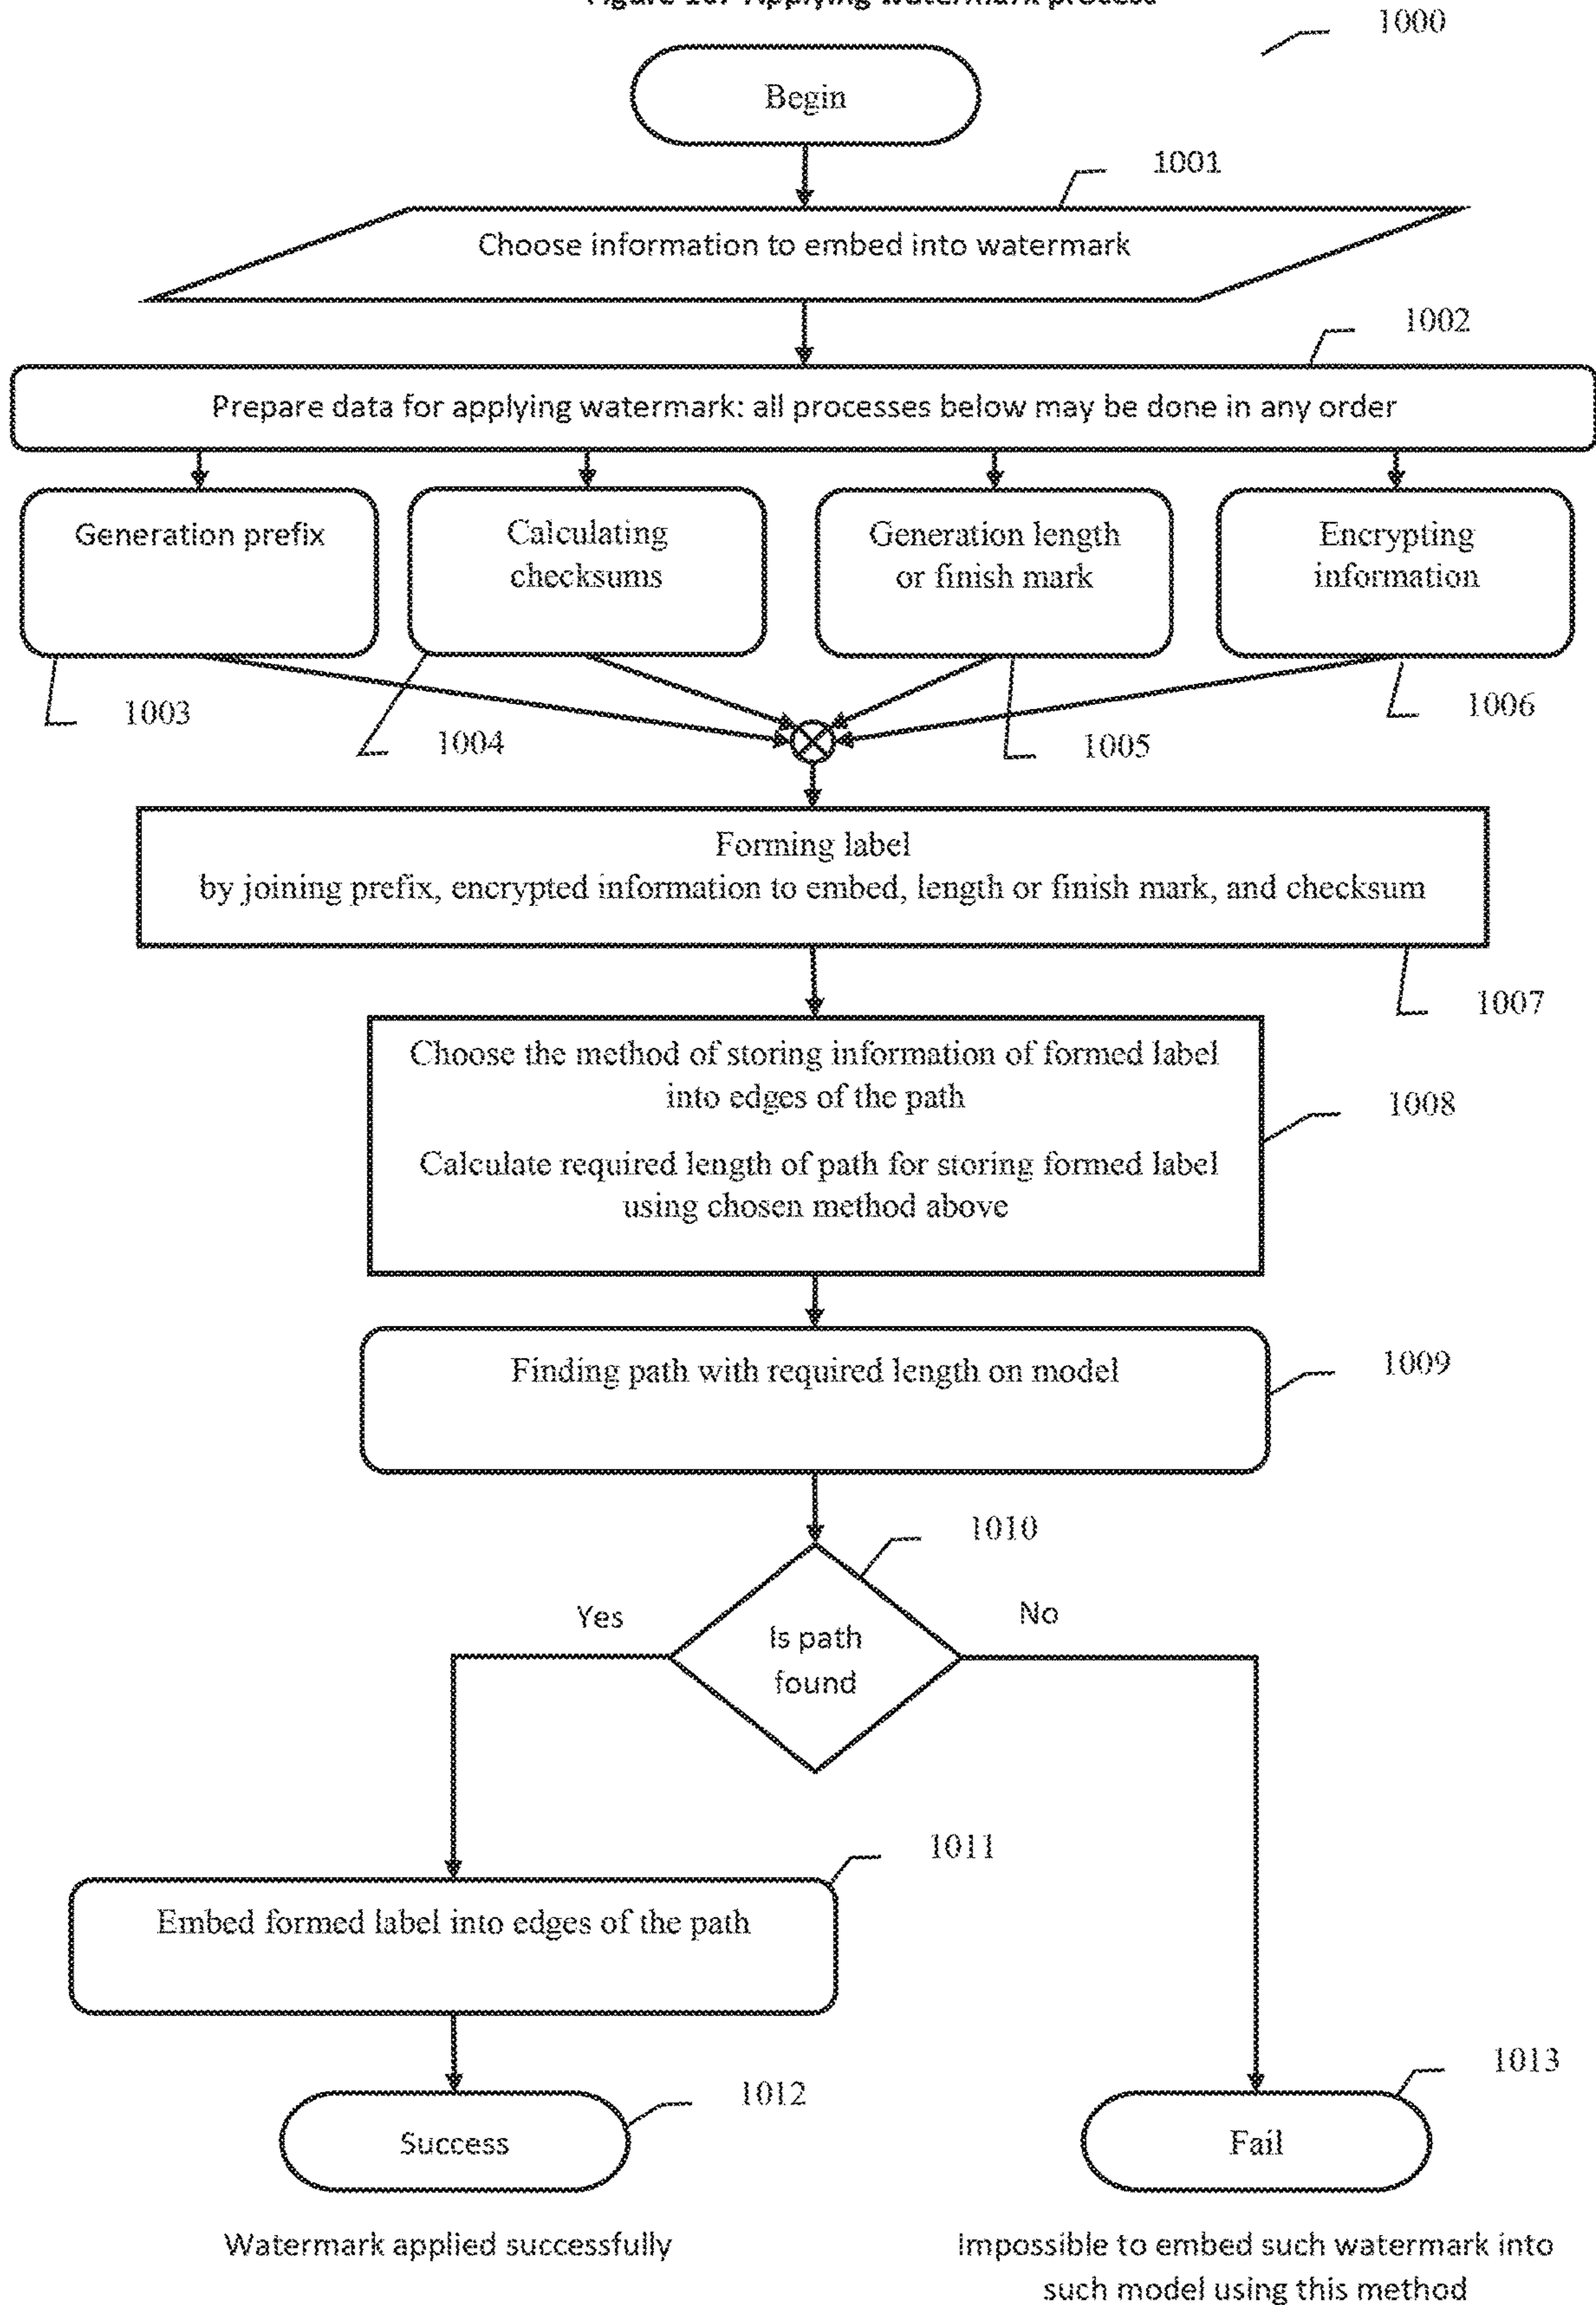 Figure 10: Applying watermark process
1000
Begin
1001
Choose information to embed into watermark
1002
Prepare data for applying watermark: all processes below may be done in any order
Generation prefix
Calculating
checksums
Generation length
or finish mark
Encrypting
information
1003
1004
1005
1006
Forming label
by joining prefix, encrypted information to embed, length or finish mark, and checksum
1007
Choose the method of storing information of formed label
into edges of the path
Calculate required length of path for storing formed label
using chosen method above
1008
Finding path with required length on model
1009
1010
Yes
No
Is path
found
1011
Embed formed label into edges of the path
1012
Success
1013
Fail
Watermark applied successfully
Impossible to embed such watermark into
such model using this method